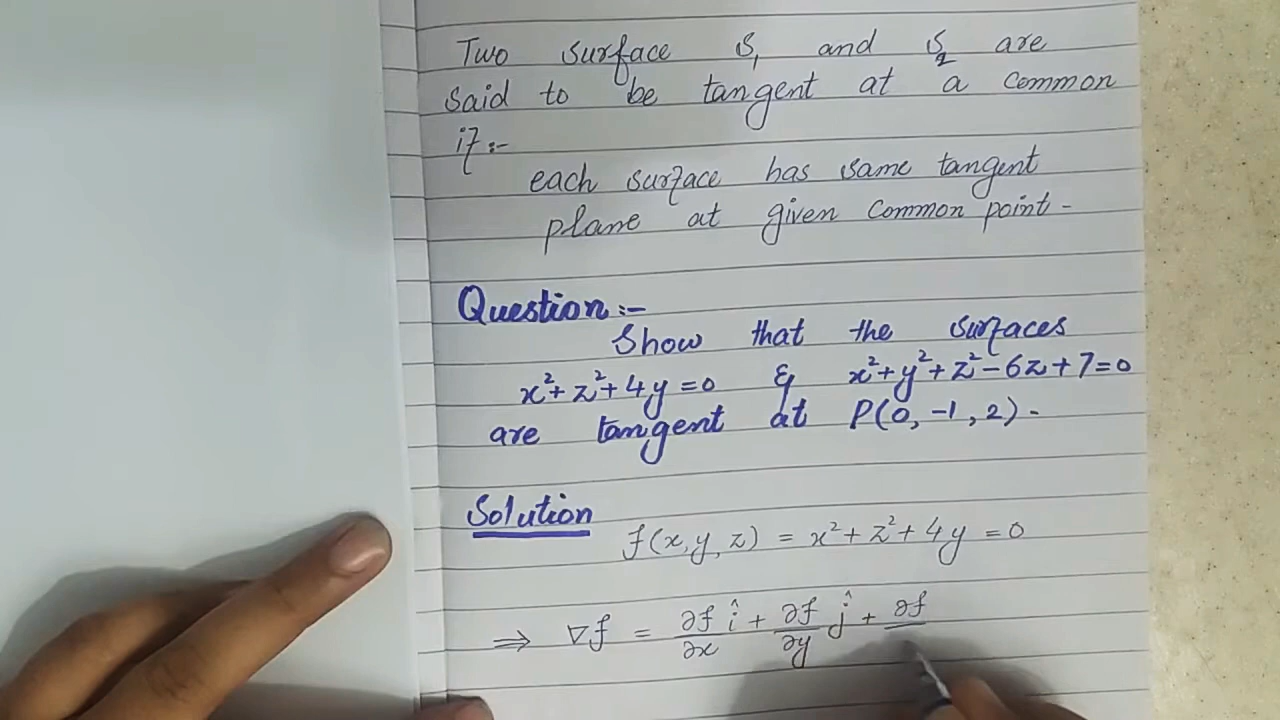 Two surface S₁ and S₂ are
said to be tangent at a common
if :-
each surface has same tangent
plane at given common point -
Question :-
Show that the surfaces
x² + z² + 4y = 0 & x² + y² + z² - 6z + 7 = 0
are tangent at P(0, -1, 2) .
Solution
f(x, y, z) = x² + z² + 4y = 0
⇒ ∇f = ∂f/∂x î + ∂f/∂y ĵ + ∂f